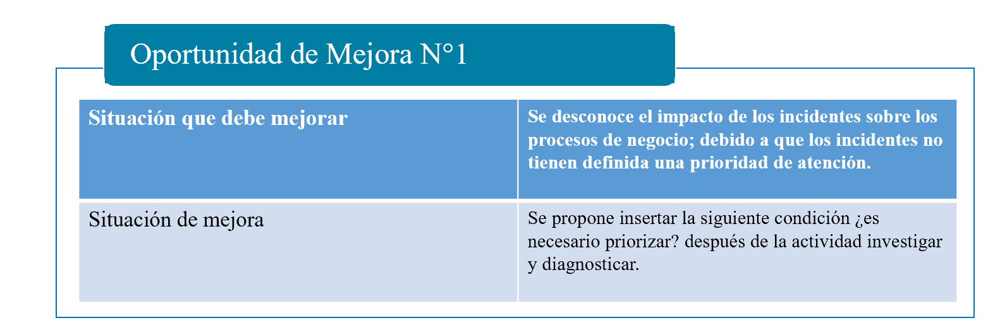 Oportunidad de Mejora N°1
Situación que debe mejorar
Se desconoce el impacto de los incidentes sobre los
procesos de negocio; debido a que los incidentes no
tienen definida una prioridad de atención.
Situación de mejora
Se propone insertar la siguiente condición ¿es
necesario priorizar? después de la actividad investigar
y diagnosticar.